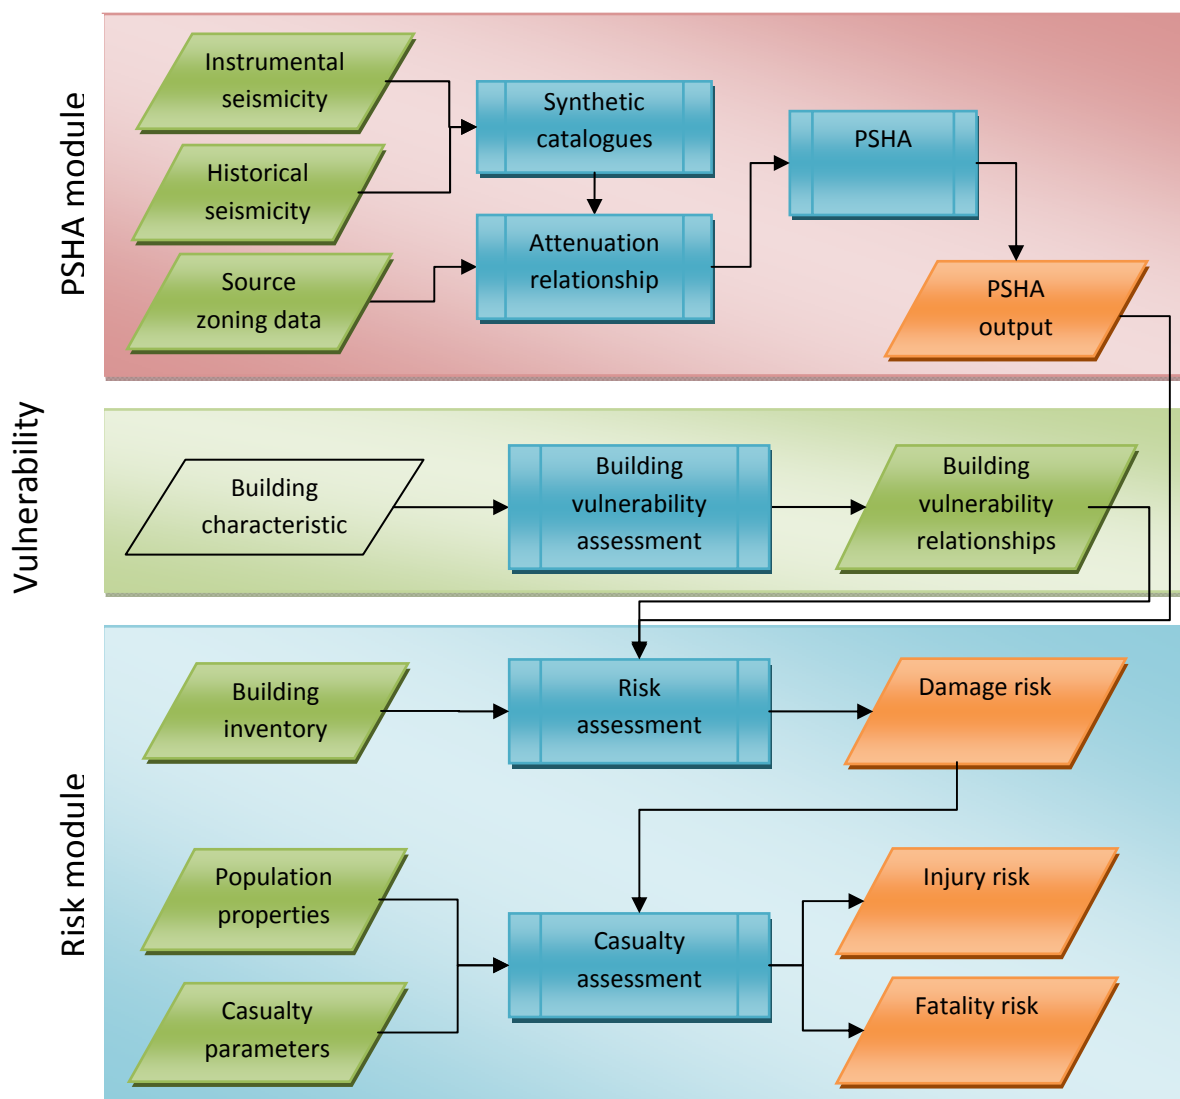 PSHA module
Instrumental
seismicity
Historical
seismicity
Source
zoning data
Synthetic
catalogues
Attenuation
relationship
PSHA
PSHA
output
Vulnerability
Building
characteristic
Building
vulnerability
assessment
Building
vulnerability
relationships
Risk module
Building
inventory
Risk
assessment
Damage risk
Population
properties
Casualty
parameters
Casualty
assessment
Injury risk
Fatality risk